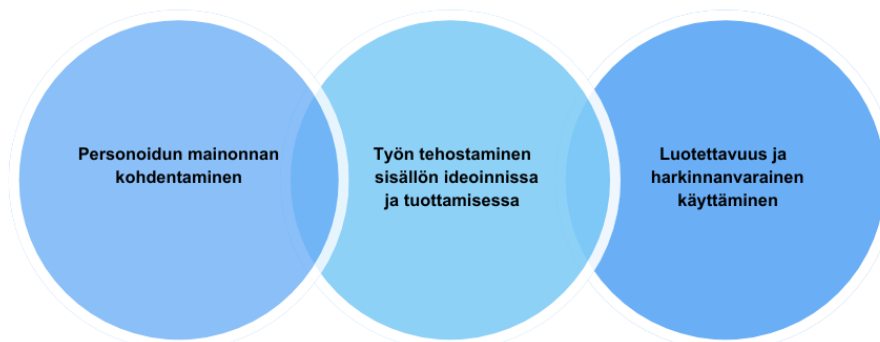 Personoidun mainonnan
kohdentaminen
Työn tehostaminen
sisällön ideoinnissa
ja tuottamisessa
Luotettavuus ja
harkinnanvarainen
käyttäminen